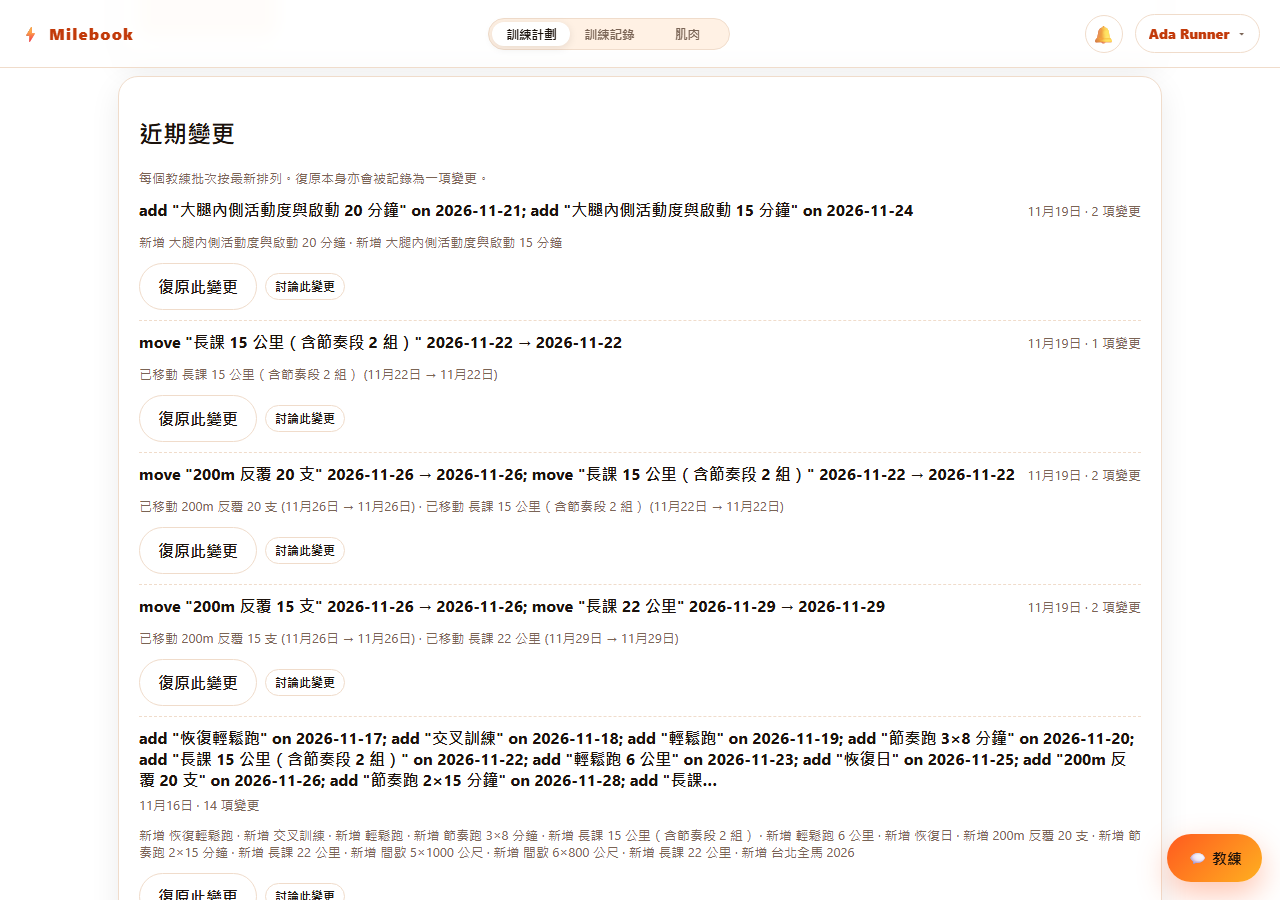 Milebook
訓練計劃
訓練記錄
肌肉
Ada Runner
近期變更
每個教練批次按最新排列。復原本身亦會被記錄為一項變更。
add "大腿內側活動度與啟動 20 分鐘" on 2026-11-21; add "大腿內側活動度與啟動 15 分鐘" on 2026-11-24
11月19日 · 2 項變更
新增 大腿內側活動度與啟動 20 分鐘 · 新增 大腿內側活動度與啟動 15 分鐘
復原此變更
討論此變更
move "長課 15 公里（含節奏段 2 組）" 2026-11-22 → 2026-11-22
11月19日 · 1 項變更
已移動 長課 15 公里（含節奏段 2 組） (11月22日 → 11月22日)
復原此變更
討論此變更
move "200m 反覆 20 支" 2026-11-26 → 2026-11-26; move "長課 15 公里（含節奏段 2 組）" 2026-11-22 → 2026-11-22
11月19日 · 2 項變更
已移動 200m 反覆 20 支 (11月26日 → 11月26日) · 已移動 長課 15 公里（含節奏段 2 組） (11月22日 → 11月22日)
復原此變更
討論此變更
move "200m 反覆 15 支" 2026-11-26 → 2026-11-26; move "長課 22 公里" 2026-11-29 → 2026-11-29
11月19日 · 2 項變更
已移動 200m 反覆 15 支 (11月26日 → 11月26日) · 已移動 長課 22 公里 (11月29日 → 11月29日)
復原此變更
討論此變更
add "恢復輕鬆跑" on 2026-11-17; add "交叉訓練" on 2026-11-18; add "輕鬆跑" on 2026-11-19; add "節奏跑 3×8 分鐘" on 2026-11-20;
add "長課 15 公里（含節奏段 2 組）" on 2026-11-22; add "輕鬆跑 6 公里" on 2026-11-23; add "恢復日" on 2026-11-25; add "200m 反
覆 20 支" on 2026-11-26; add "節奏跑 2×15 分鐘" on 2026-11-28; add "長課...
11月16日 · 14 項變更
新增 恢復輕鬆跑 · 新增 交叉訓練 · 新增 輕鬆跑 · 新增 節奏跑 3×8 分鐘 · 新增 長課 15 公里（含節奏段 2 組） · 新增 輕鬆跑 6 公里 · 新增 恢復日 · 新增 200m 反覆 20 支 · 新增 節
奏跑 2×15 分鐘 · 新增 長課 22 公里 · 新增 間歇 5×1000 公尺 · 新增 間歇 6×800 公尺 · 新增 長課 22 公里 · 新增 台北全馬 2026
復原此變更
討論此變更
教練